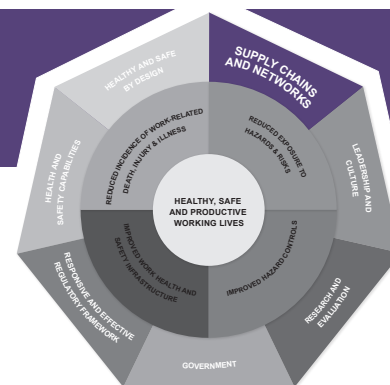 HEALTHY AND SAFE
BY DESIGN
SUPPLY CHAINS
AND NETWORKS
LEADERSHIP AND
CULTURE
RESEARCH AND
EVALUATION
GOVERNMENT
RESPONSIVE AND EFFECTIVE
REGULATORY FRAMEWORK
HEALTH AND
SAFETY CAPABILITIES
REDUCED INCIDENCE OF WORK-RELATED
DEATH, INJURY & ILLNESS
REDUCED EXPOSURE TO
HAZARDS & RISKS
IMPROVED HAZARD CONTROLS
IMPROVED WORK HEALTH AND
SAFETY INFRASTRUCTURE
HEALTHY, SAFE
AND PRODUCTIVE
WORKING LIVES